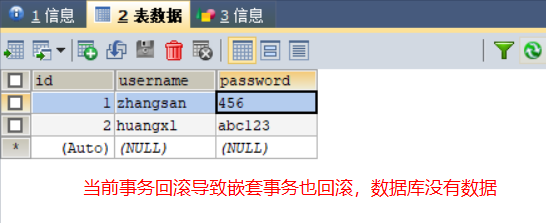 1 信息 2 表数据 3 信息
id username password
1 zhangsan 456
2 huangxl abc123
* (Auto) (NULL) (NULL)
当前事务回滚导致嵌套事务也回滚，数据库没有数据